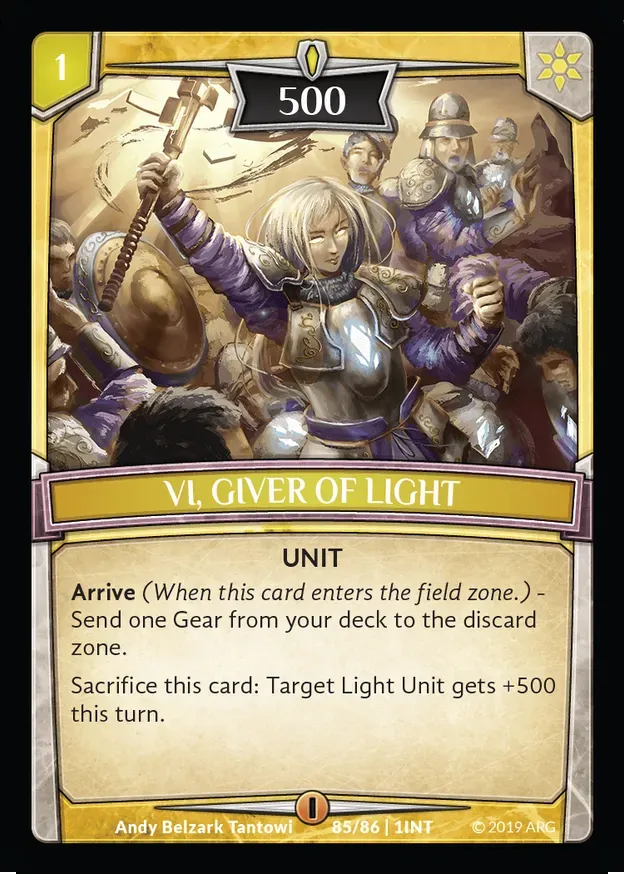 1
500
VI, GIVER OF LIGHT
UNIT
Arrive (When this card enters the field zone.) -
Send one Gear from your deck to the discard
zone.
Sacrifice this card: Target Light Unit gets +500
this turn.
I
Andy Belzark Tantowi 85/86 | 1INT © 2019 ARG